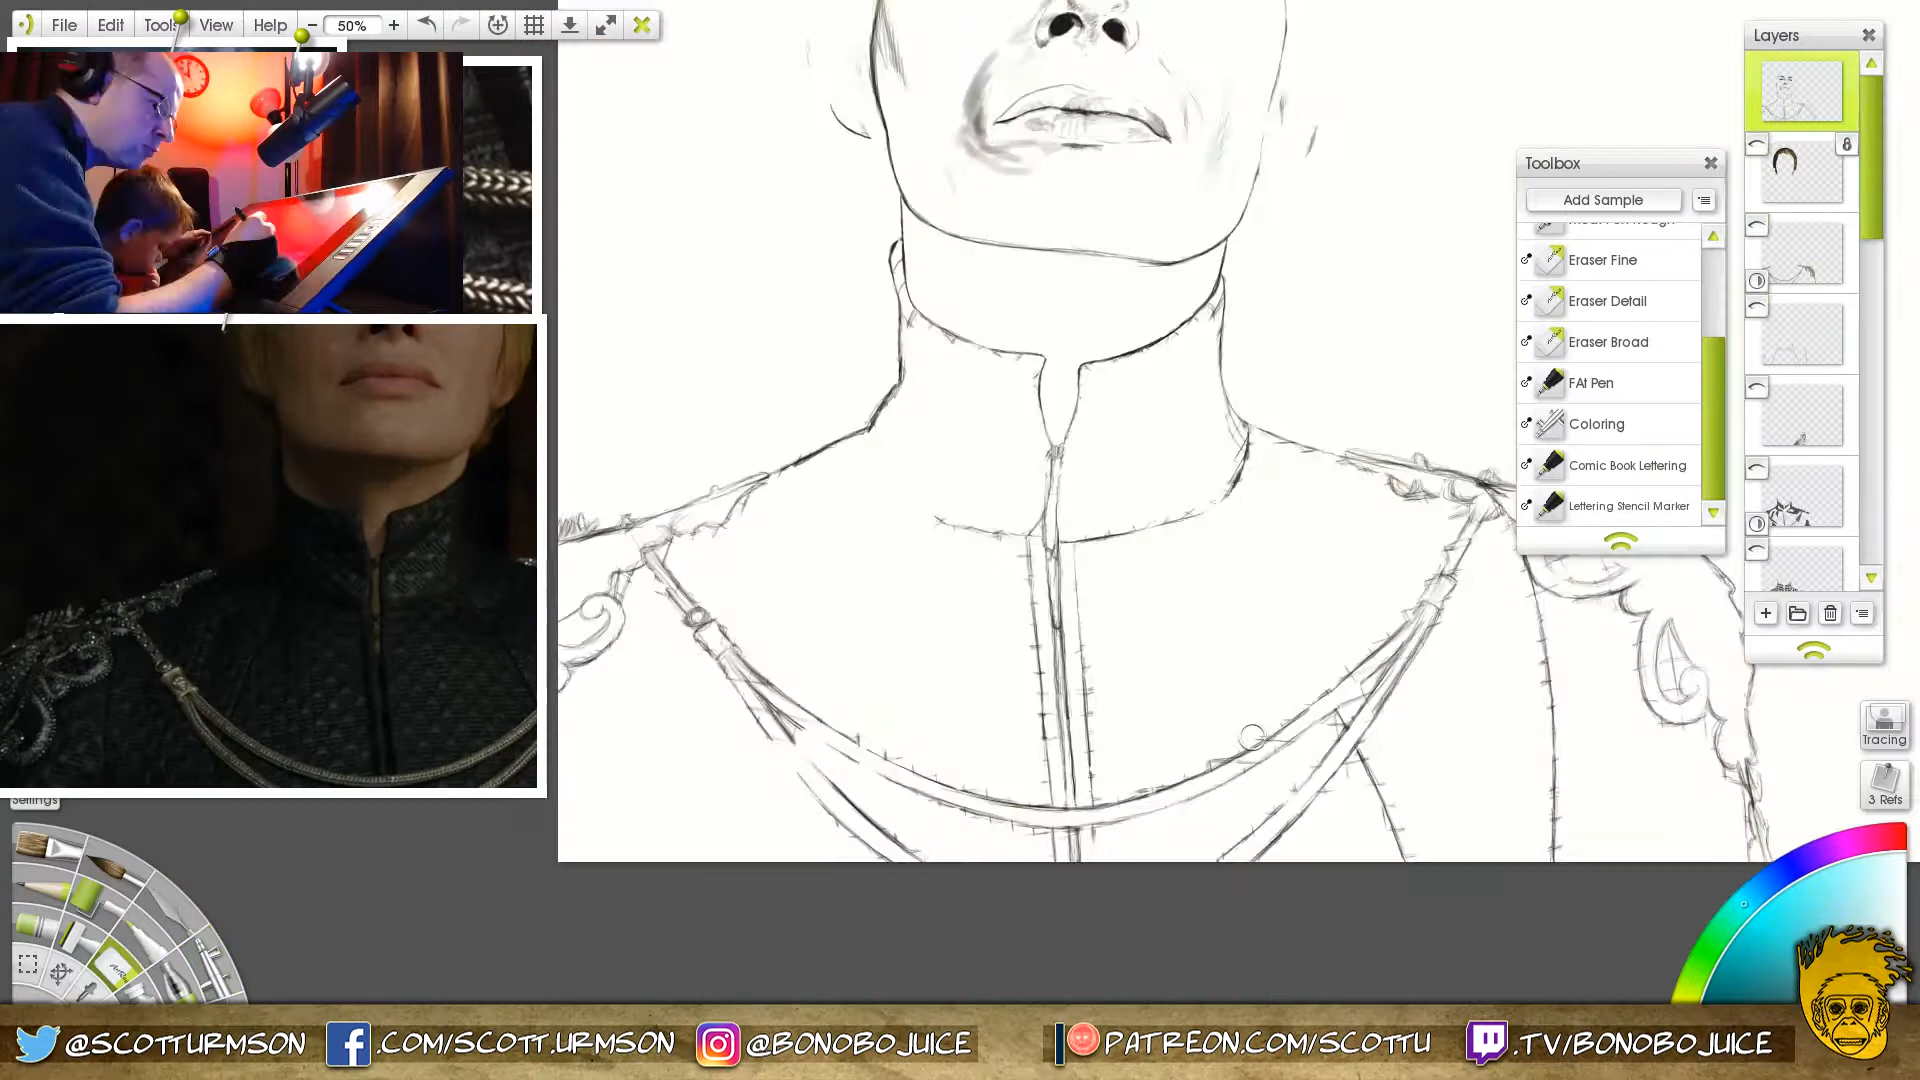 File Edit Tools View Help 50%
Layers
Toolbox
Add Sample
Eraser Fine
Eraser Detail
Eraser Broad
FAt Pen
Coloring
Comic Book Lettering
Lettering Stencil Marker
Tracing
3 Refs
Settings
@SCOTTURMSON .COM/SCOTT.URMSON @BONOBOJUICE PATREON.COM/SCOTTU .TV/BONOBOJUICE